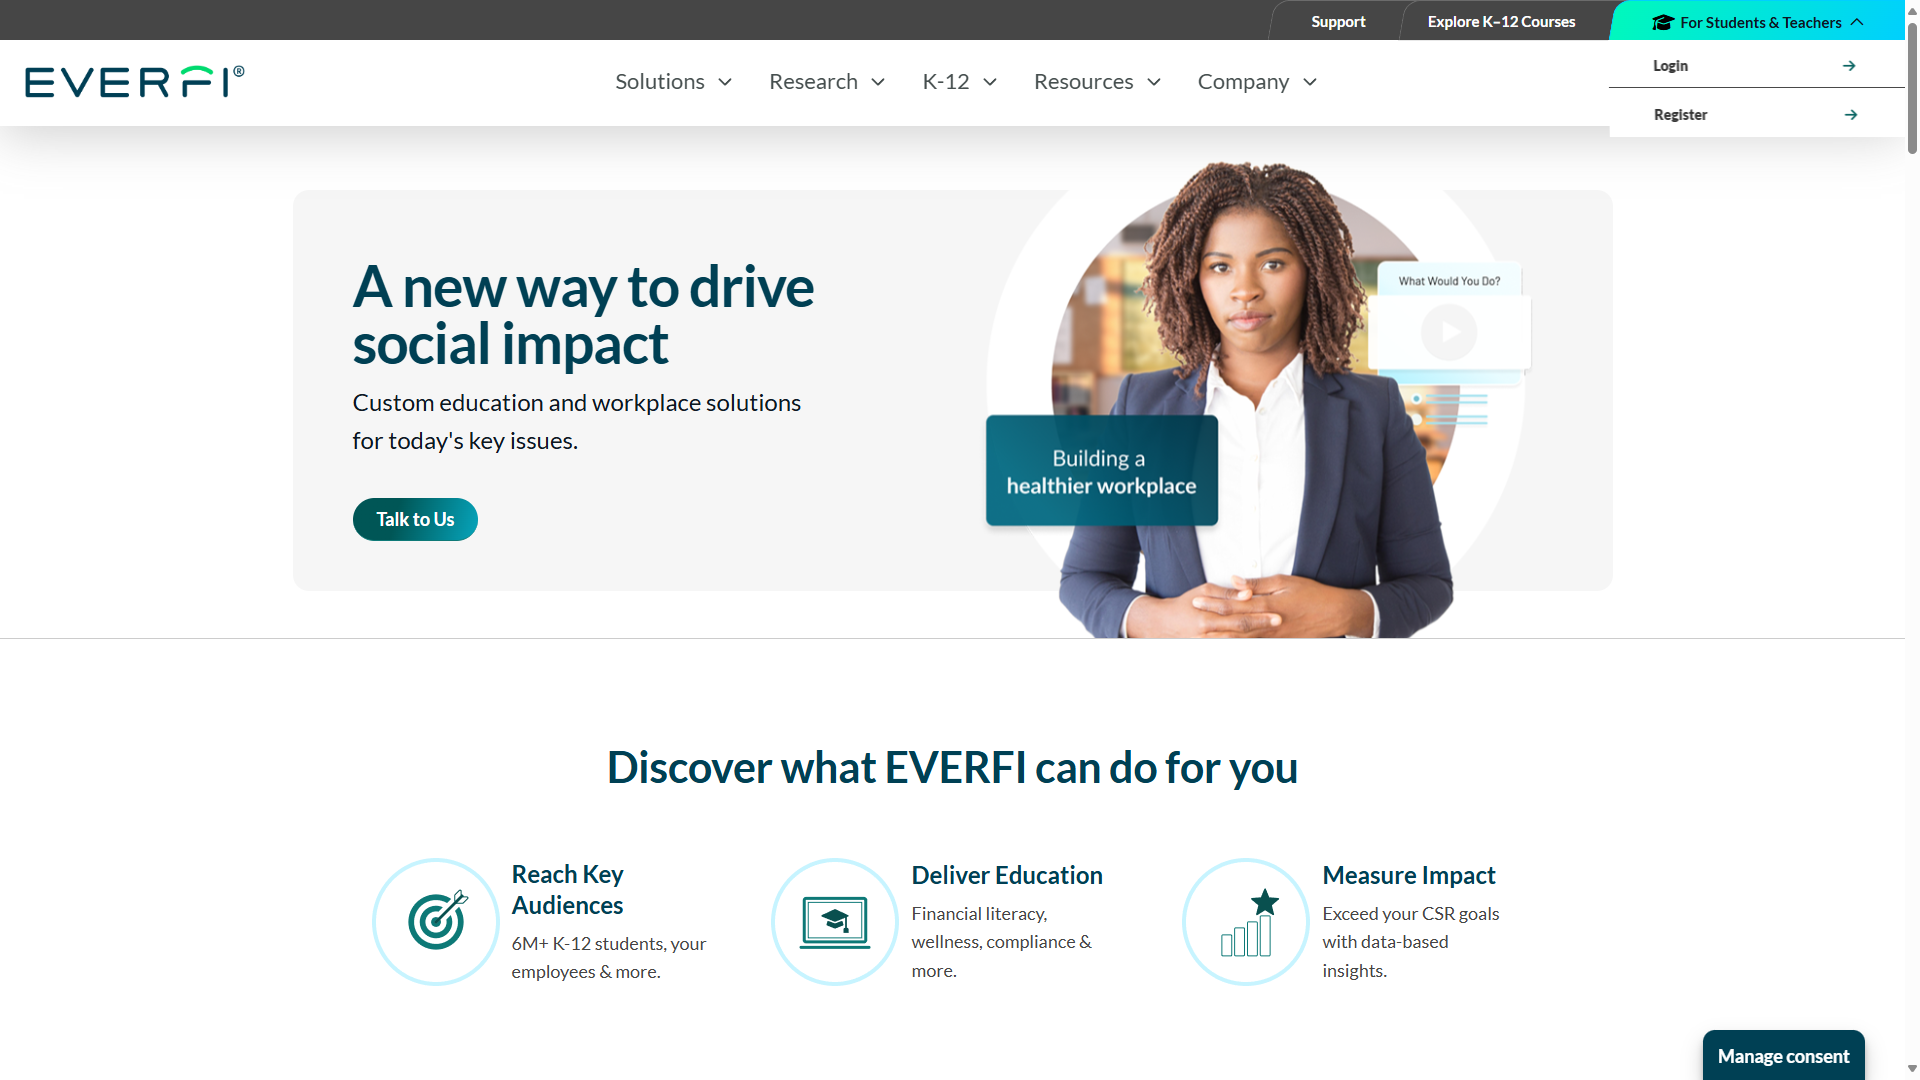 Support
Explore K–12 Courses
For Students & Teachers
Login
Register
EVERFI®
Solutions
Research
K-12
Resources
Company
A new way to drive
social impact
Custom education and workplace solutions
for today's key issues.
Talk to Us
What Would You Do?
Building a
healthier workplace
Discover what EVERFI can do for you
Reach Key
Audiences
6M+ K-12 students, your
employees & more.
Deliver Education
Financial literacy,
wellness, compliance &
more.
Measure Impact
Exceed your CSR goals
with data-based
insights.
Manage consent